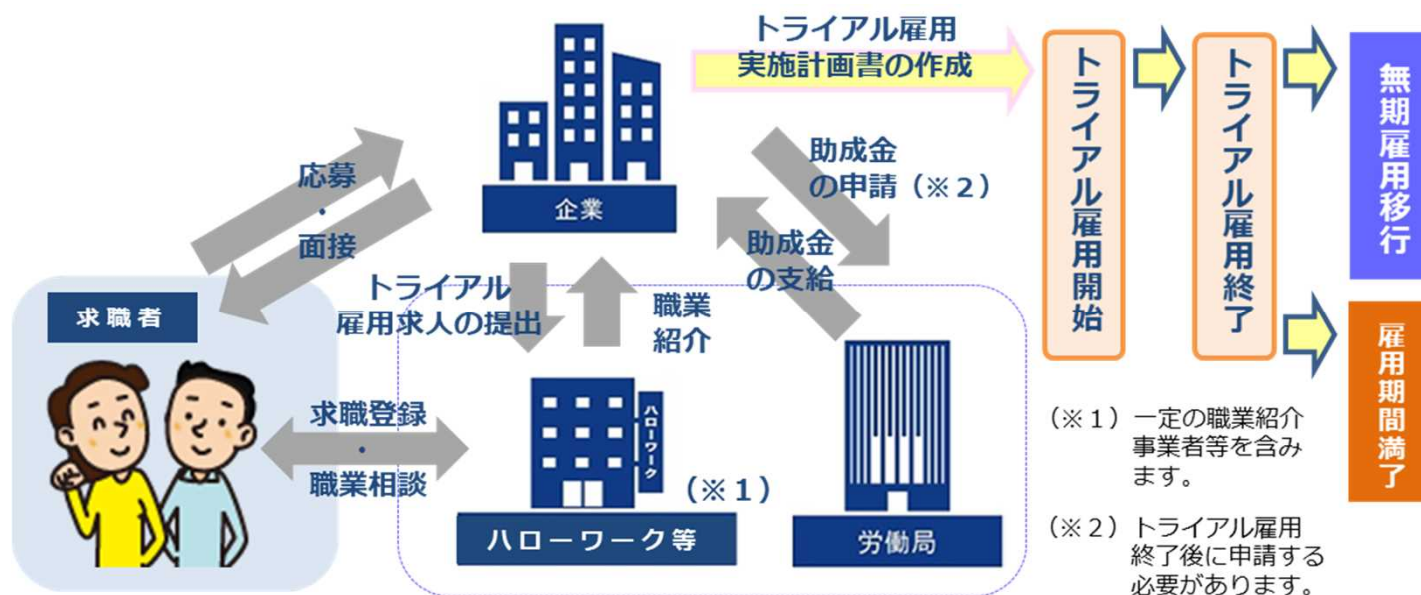 トライアル雇用
実施計画書の作成
企業
応募
・
面接
助成金
の申請（※２）
助成金
の支給
トライアル
雇用求人の提出
職業
紹介
求職者
求職登録
・
職業相談
ハローワーク
（※１）
ハローワーク等
労働局
トライアル雇用開始
トライアル雇用終了
無期雇用移行
雇用期間満了
（※１）一定の職業紹介
事業者等を含み
ます。
（※２）トライアル雇用
終了後に申請する
必要があります。